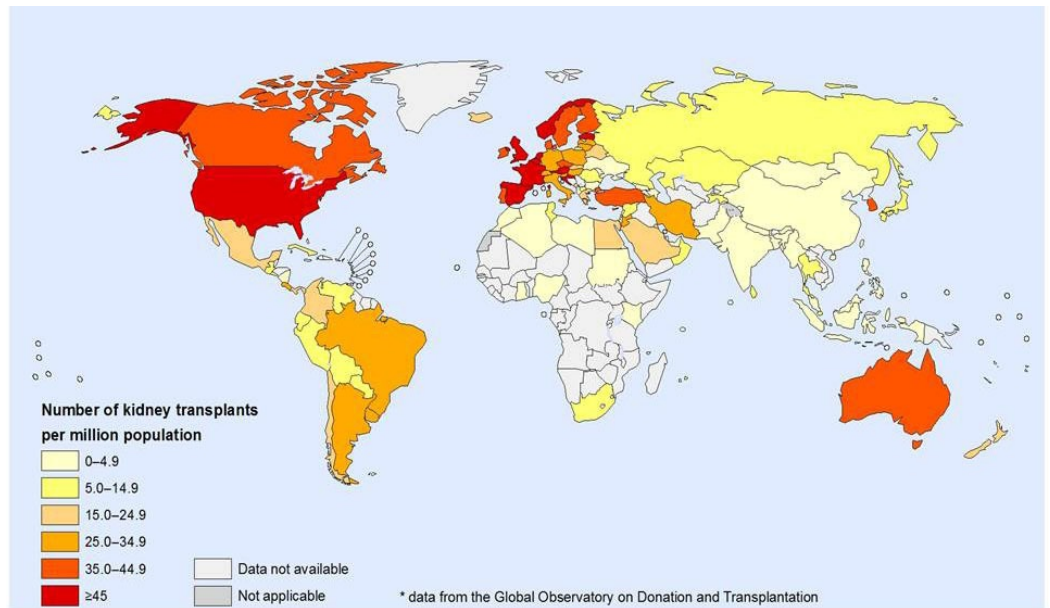 Number of kidney transplants
per million population
0–4.9
5.0–14.9
15.0–24.9
25.0–34.9
35.0–44.9
≥45
Data not available
Not applicable
* data from the Global Observatory on Donation and Transplantation